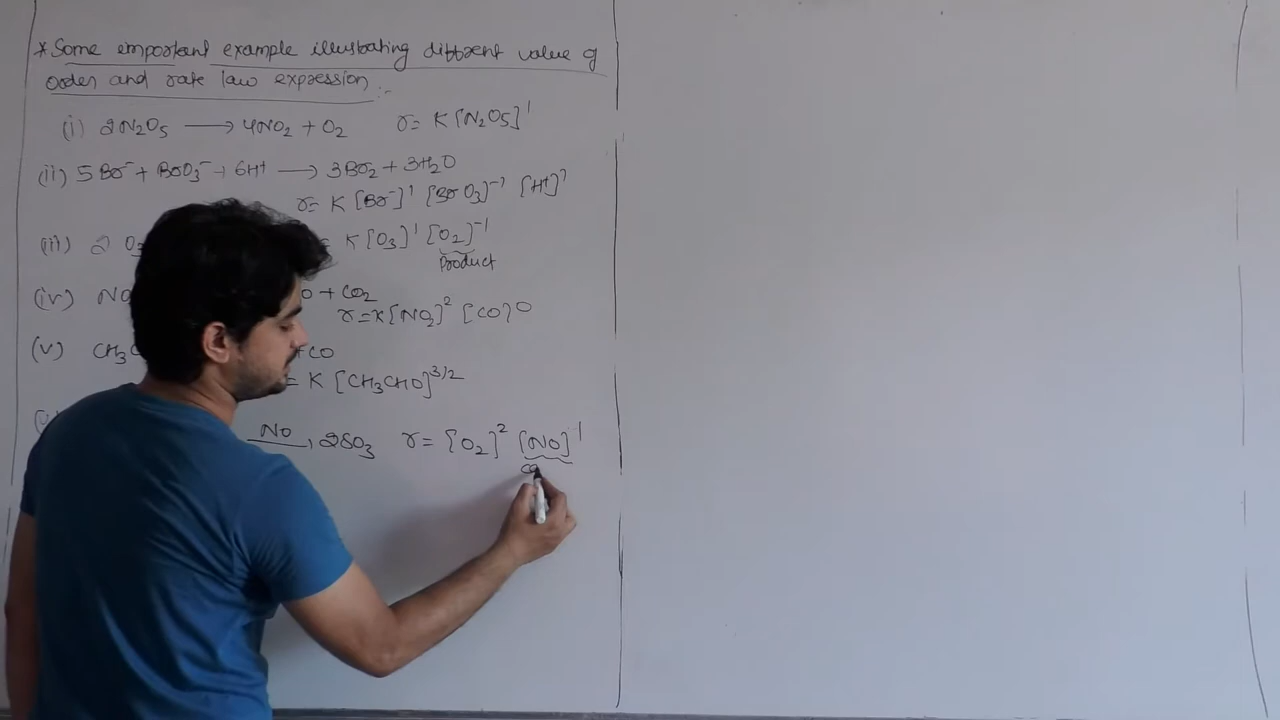 *Some important example illustrating different value of
order and rate law expression :-
(i) 2N₂O₅ ⟶ 4NO₂ + O₂ r = K [N₂O₅]¹
(ii) 5Br⁻ + BrO₃⁻ + 6H⁺ ⟶ 3Br₂ + 3H₂O
r = K [Br⁻]¹ [BrO₃]⁻¹ [H⁺]²
(iii) 2 O₃ = K [O₃]¹ [O₂]⁻¹
Product
(iv) NO O + CO₂
r = K [NO₂]² [CO]⁰
(v) CH₃C + CO
= K [CH₃CHO]³/²
NO
⟶ 2SO₃ r = [O₂]² [NO]¹